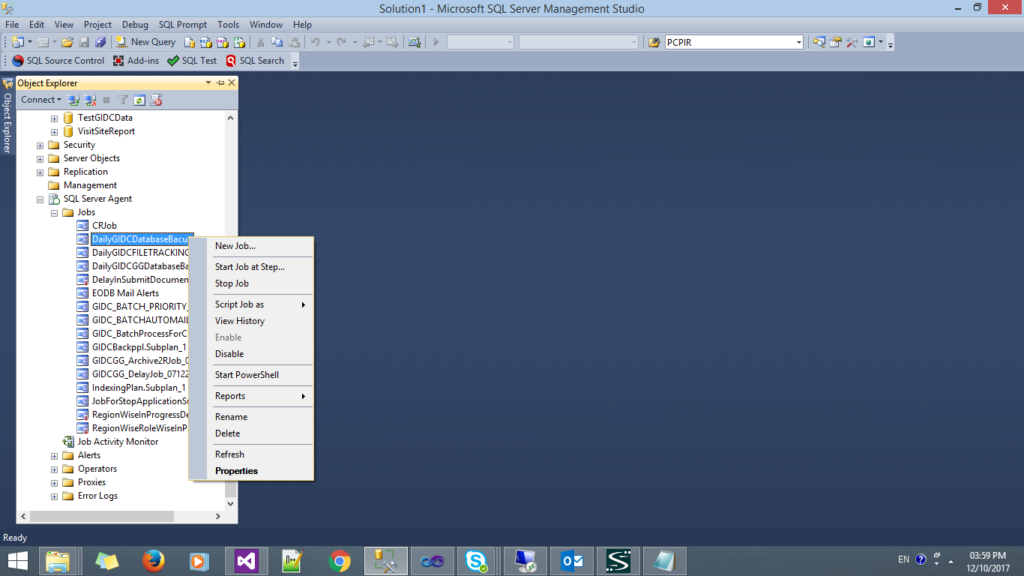 Solution1 - Microsoft SQL Server Management Studio
File Edit View Project Debug SQL Prompt Tools Window Help
New Query PCPIR
SQL Source Control Add-ins SQL Test SQL Search
Object Explorer
Object Explorer
Connect
TestGIDCData
VisitSiteReport
Security
Server Objects
Replication
Management
SQL Server Agent
Jobs
CRJob
DailyGIDCDatabaseBacu
DailyGIDCFILETRACKING
DailyGIDCGGDatabaseBa
DelayInSubmitDocumen
EODB Mail Alerts
GIDC_BATCH_PRIORITY_
GIDC_BATCHAUTOMAIL
GIDC_BatchProcessForC
GIDCBackppl.Subplan_1
GIDCGG_Archive2RJob_0
GIDCGG_DelayJob_07122
IndexingPlan.Subplan_1
JobForStopApplicationSu
RegionWiseInProgressDe
RegionWiseRoleWiseInP
Job Activity Monitor
Alerts
Operators
Proxies
Error Logs
New Job...
Start Job at Step...
Stop Job
Script Job as
View History
Enable
Disable
Start PowerShell
Reports
Rename
Delete
Refresh
Properties
Ready
EN
03:59 PM
12/10/2017